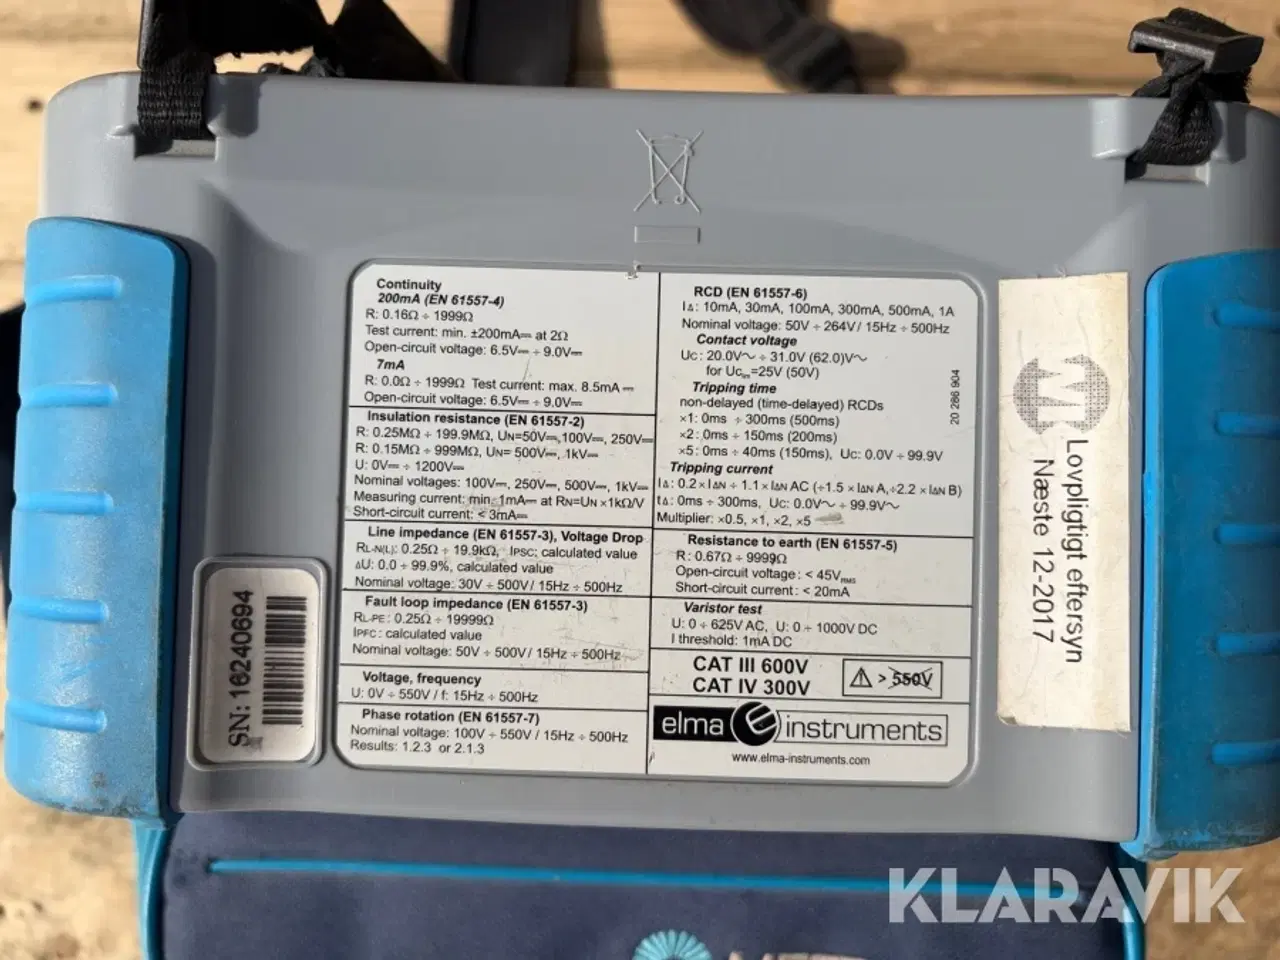 Continuity
200mA (EN 61557-4)
R: 0.16Ω ÷ 1999Ω
Test current: min. ±200mA⎓ at 2Ω
Open-circuit voltage: 6.5V⎓ ÷ 9.0V⎓
7mA
R: 0.0Ω ÷ 1999Ω Test current: max. 8.5mA⎓
Open-circuit voltage: 6.5V⎓ ÷ 9.0V⎓
Insulation resistance (EN 61557-2)
R: 0.25MΩ ÷ 199.9MΩ, UN=50V⎓,100V⎓, 250V⎓
R: 0.15MΩ ÷ 999MΩ, UN= 500V⎓, 1kV⎓
U: 0V⎓ ÷ 1200V⎓
Nominal voltages: 100V⎓, 250V⎓, 500V⎓, 1kV⎓
Measuring current: min. 1mA⎓ at RN=UN x1kΩ/V
Short-circuit current: < 3mA⎓
Line impedance (EN 61557-3), Voltage Drop
RL-N(L): 0.25Ω ÷ 19.9kΩ, IPSC: calculated value
ΔU: 0.0 ÷ 99.9%, calculated value
Nominal voltage: 30V ÷ 500V/ 15Hz ÷ 500Hz
Fault loop impedance (EN 61557-3)
RL-PE: 0.25Ω ÷ 19999Ω
IPFC: calculated value
Nominal voltage: 50V ÷ 500V/ 15Hz ÷ 500Hz
Voltage, frequency
U: 0V ÷ 550V / f: 15Hz ÷ 500Hz
Phase rotation (EN 61557-7)
Nominal voltage: 100V ÷ 550V / 15Hz ÷ 500Hz
Results: 1.2.3 or 2.1.3
RCD (EN 61557-6)
IΔ: 10mA, 30mA, 100mA, 300mA, 500mA, 1A
Nominal voltage: 50V ÷ 264V/ 15Hz ÷ 500Hz
Contact voltage
UC: 20.0V∿ ÷ 31.0V (62.0)V∿
for UClim=25V (50V)
Tripping time
non-delayed (time-delayed) RCDs
x1: 0ms ÷ 300ms (500ms)
x2: 0ms ÷ 150ms (200ms)
x5: 0ms ÷ 40ms (150ms), UC: 0.0V ÷ 99.9V
Tripping current
IΔ: 0.2 x IΔN ÷ 1.1 x IΔN AC (÷1.5 x IΔN A,÷2.2 x IΔN B)
tΔ: 0ms ÷ 300ms, UC: 0.0V∿ ÷ 99.9V∿
Multiplier: x0.5, x1, x2, x5
Resistance to earth (EN 61557-5)
R: 0.67Ω ÷ 9999Ω
Open-circuit voltage: < 45VRMS
Short-circuit current: < 20mA
Varistor test
U: 0 ÷ 625V AC, U: 0 ÷ 1000V DC
I threshold: 1mA DC
CAT III 600V
CAT IV 300V
> 550V
elma instruments
www.elma-instruments.com
20 286 904
SN: 16240694
Lovpligtigt eftersyn
Næste 12-2017
KLARAVIK